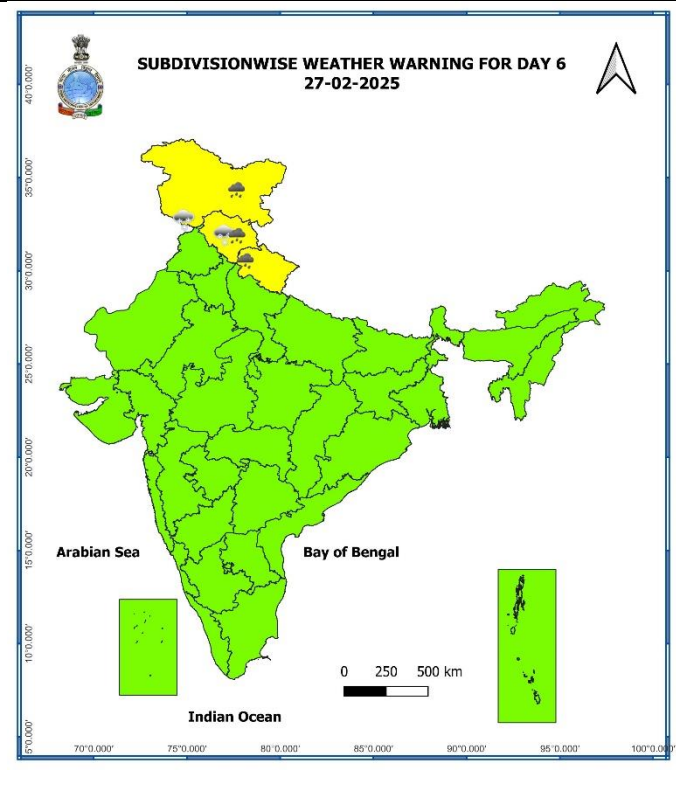 SUBDIVISIONWISE WEATHER WARNING FOR DAY 6
27-02-2025
40°0.000'
35°0.000'
30°0.000'
25°0.000'
20°0.000'
15°0.000'
10°0.000'
5°0.000'
Arabian Sea
Bay of Bengal
0 250 500 km
Indian Ocean
70°0.000' 75°0.000' 80°0.000' 85°0.000' 90°0.000' 95°0.000' 100°0.000'